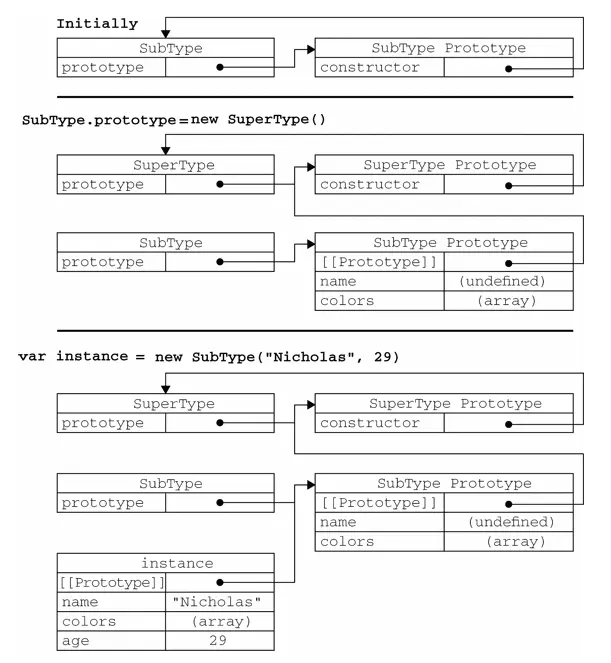 Initially
SubType
prototype
SubType Prototype
constructor
SubType.prototype=new SuperType()
SuperType
prototype
SuperType Prototype
constructor
SubType
prototype
SubType Prototype
[[Prototype]]
name (undefined)
colors (array)
var instance = new SubType("Nicholas", 29)
SuperType
prototype
SuperType Prototype
constructor
SubType
prototype
SubType Prototype
[[Prototype]]
name (undefined)
colors (array)
instance
[[Prototype]]
name "Nicholas"
colors (array)
age 29